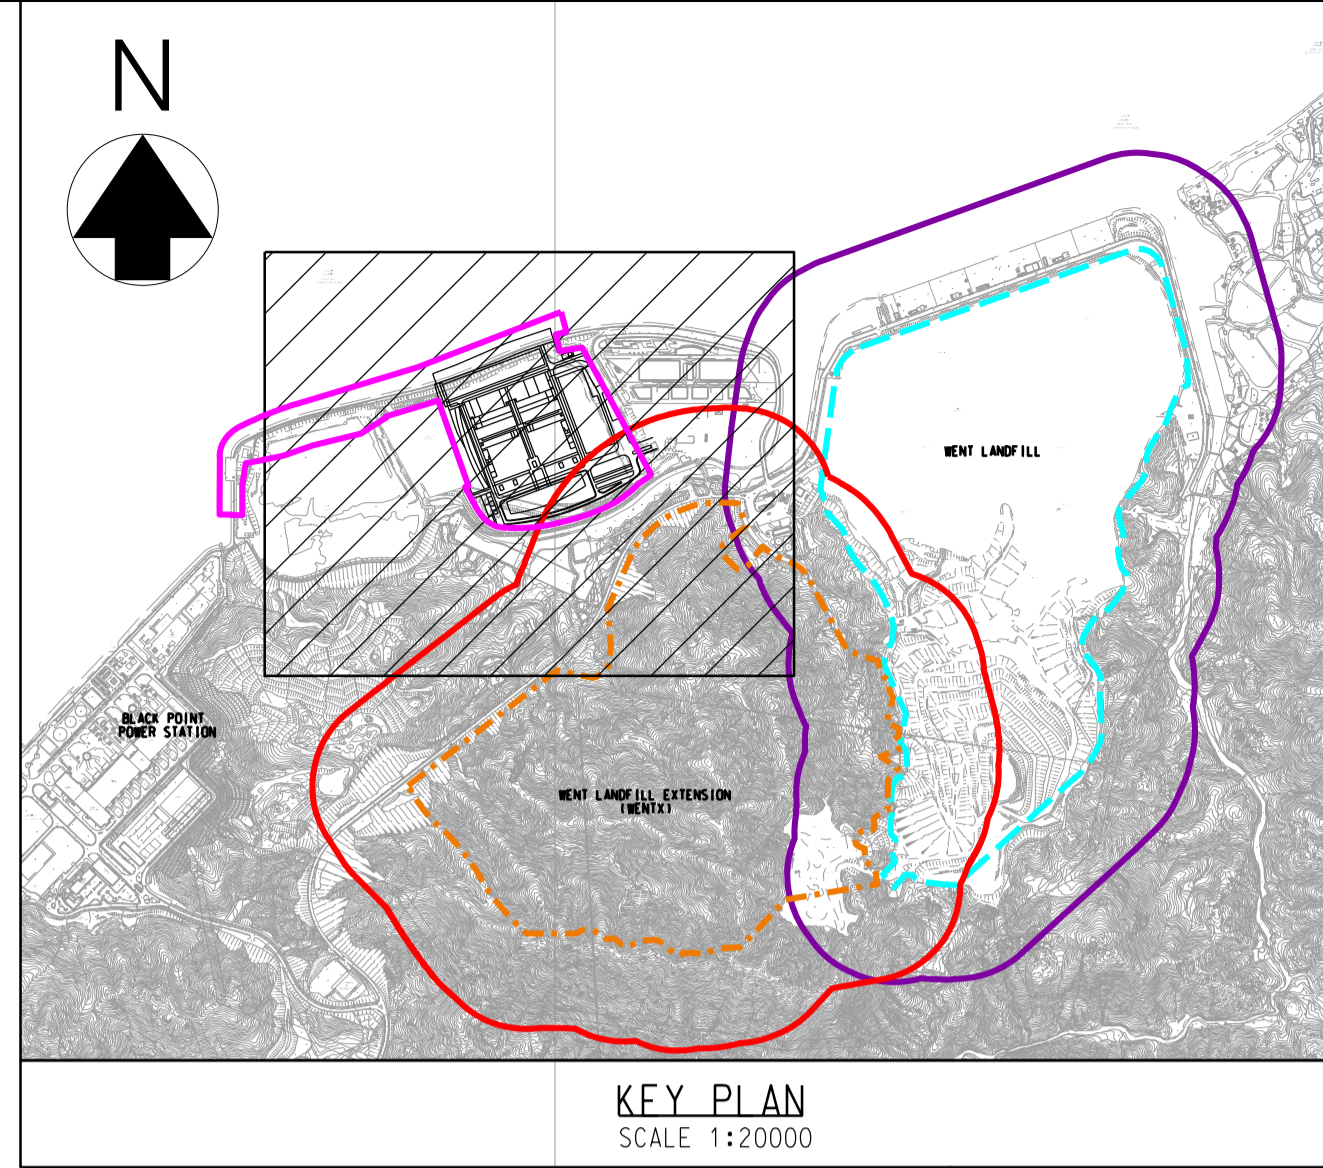 N
WENT LANDFILL
BLACK POINT
POWER STATION
WENT LANDFILL EXTENSION
(WENTX)
KEY PLAN
SCALE 1:20000